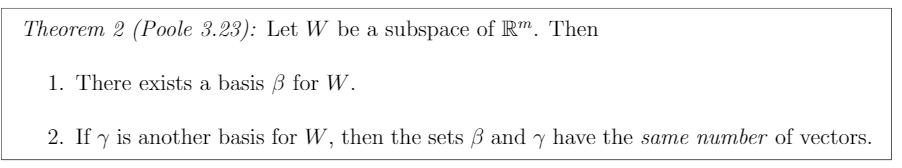 Theorem 2 (Poole 3.23): Let W be a subspace of ℝᵐ. Then
1. There exists a basis β for W.
2. If γ is another basis for W, then the sets β and γ have the same number of vectors.